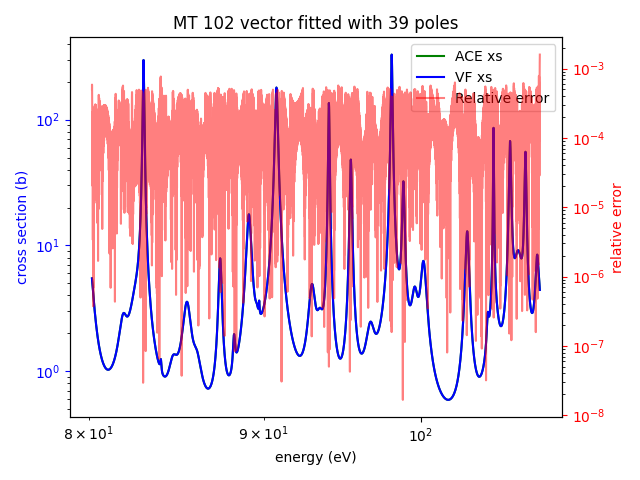 MT 102 vector fitted with 39 poles
ACE xs
VF xs
Relative error
cross section (b)
10²
10¹
10⁰
relative error
10⁻³
10⁻⁴
10⁻⁵
10⁻⁶
10⁻⁷
10⁻⁸
8 × 10¹
9 × 10¹
10²
energy (eV)